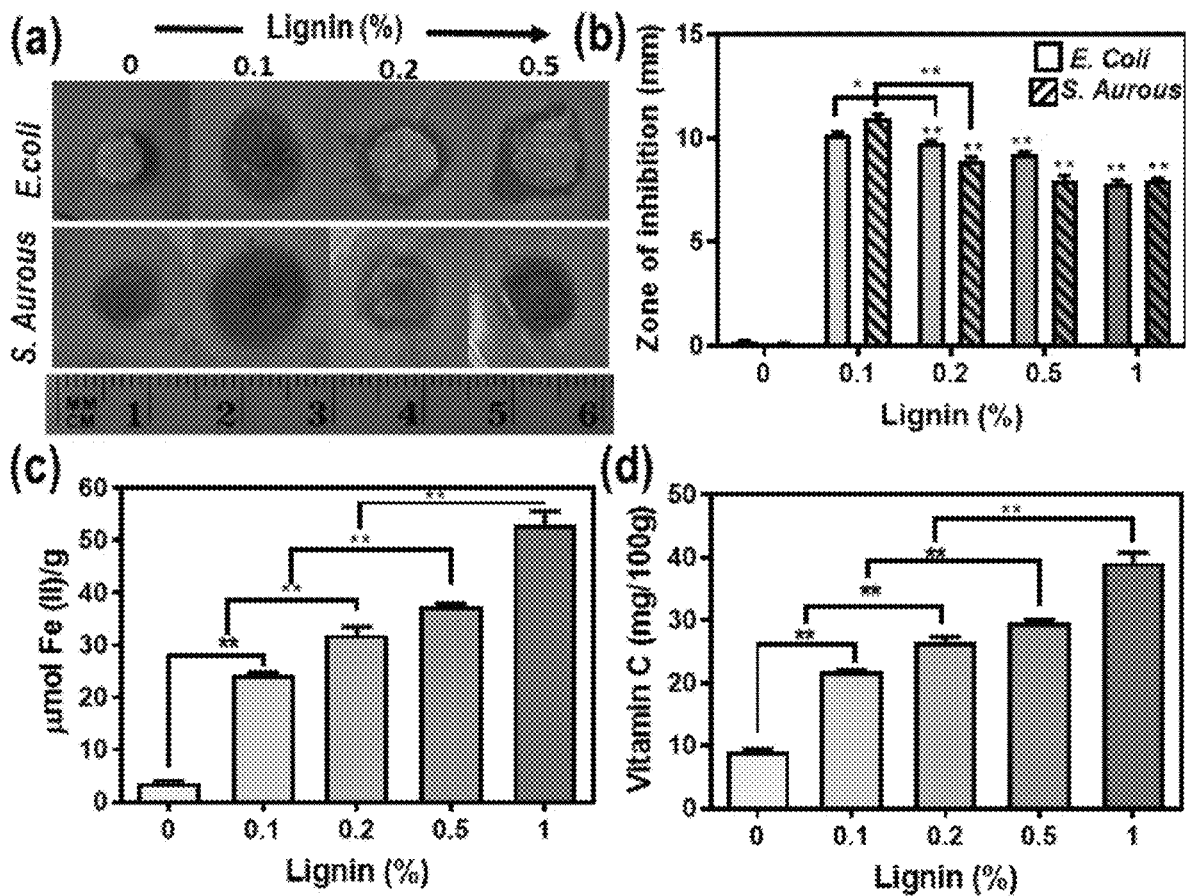 (a)
Lignin (%)
0 0.1 0.2 0.5
E.coli
S. Aurous
MM
CM 1 2 3 4 5 6
(b)
15
10
5
0
Zone of inhibition (mm)
E. Coli
S. Aurous
* **
** ** ** ** ** **
0 0.1 0.2 0.5 1
Lignin (%)
(c)
60
50
40
30
20
10
0
µmol Fe (II)/g
** ** ** **
0 0.1 0.2 0.5 1
Lignin (%)
(d)
50
40
30
20
10
0
Vitamin C (mg/100g)
** ** ** **
0 0.1 0.2 0.5 1
Lignin (%)